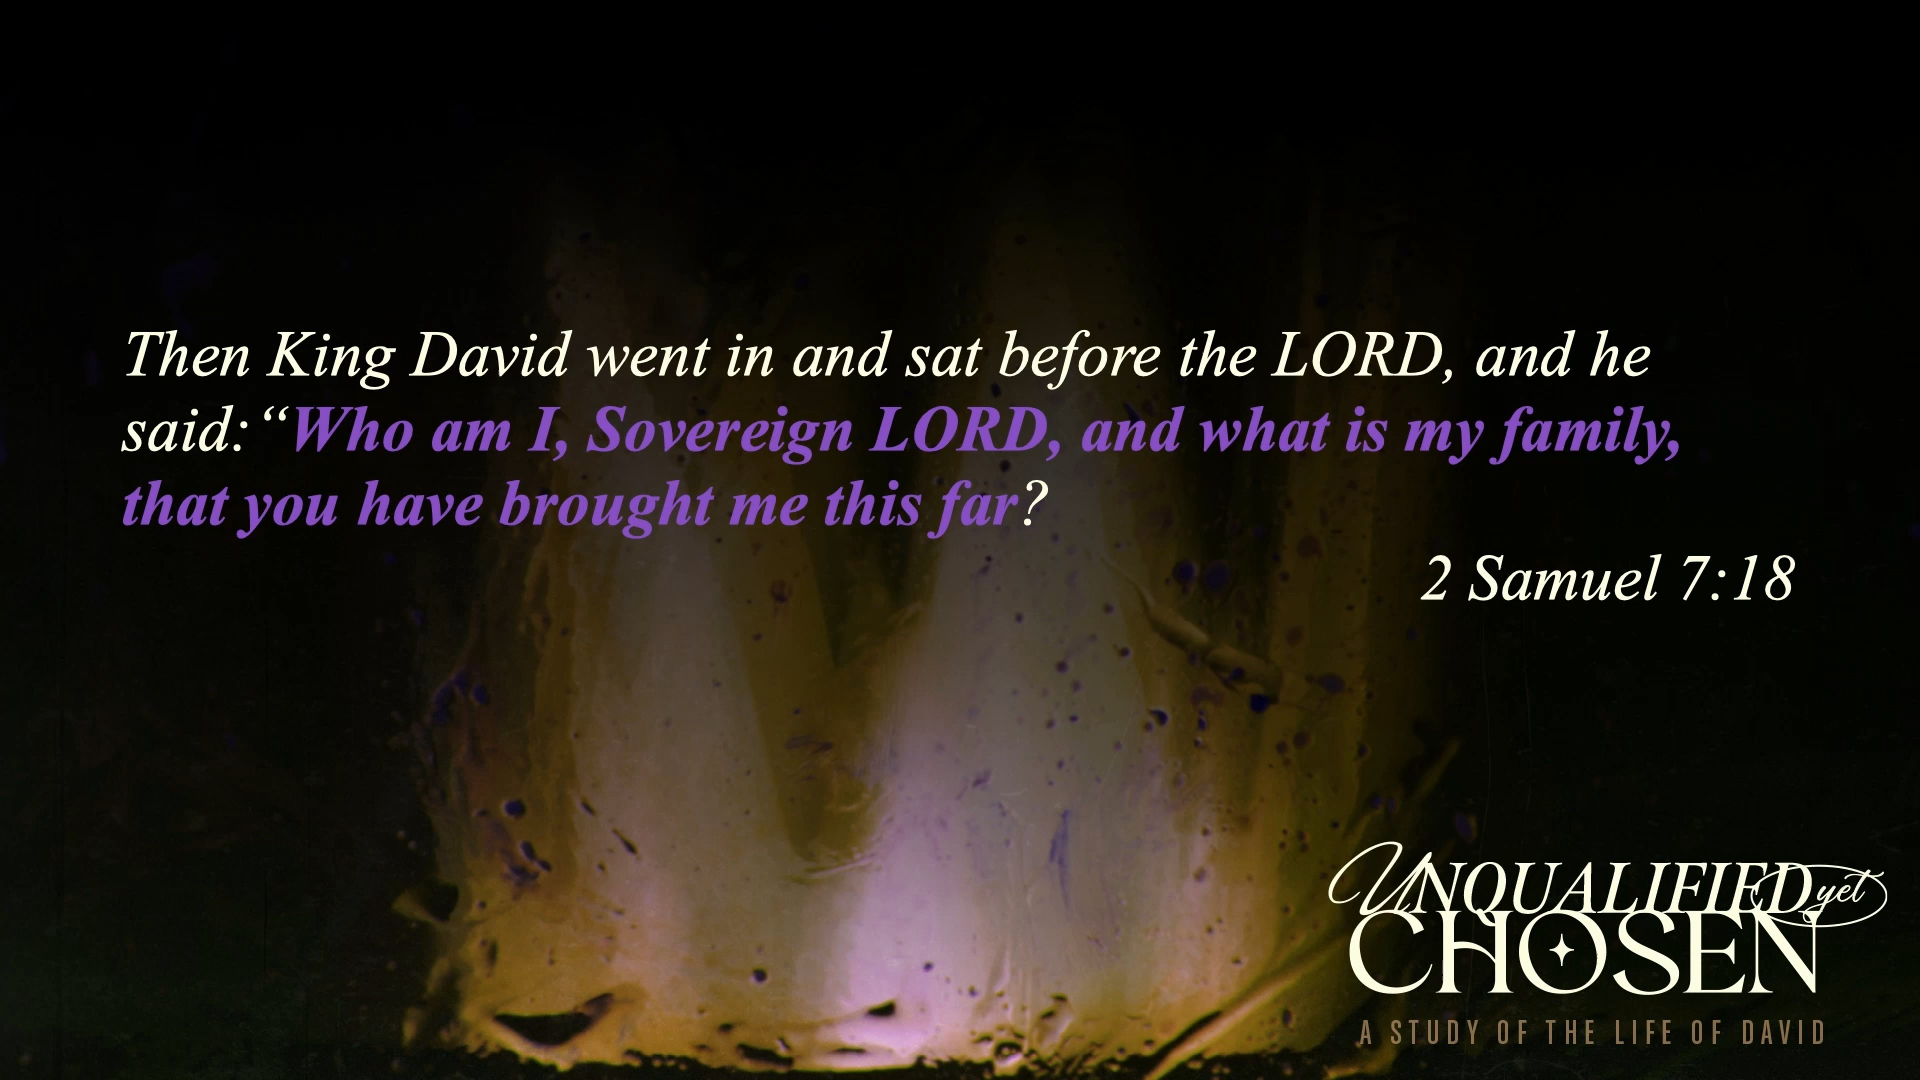 Then King David went in and sat before the LORD, and he
said: “Who am I, Sovereign LORD, and what is my family,
that you have brought me this far?
2 Samuel 7:18
UNQUALIFIED yet
CHOSEN
A STUDY OF THE LIFE OF DAVID